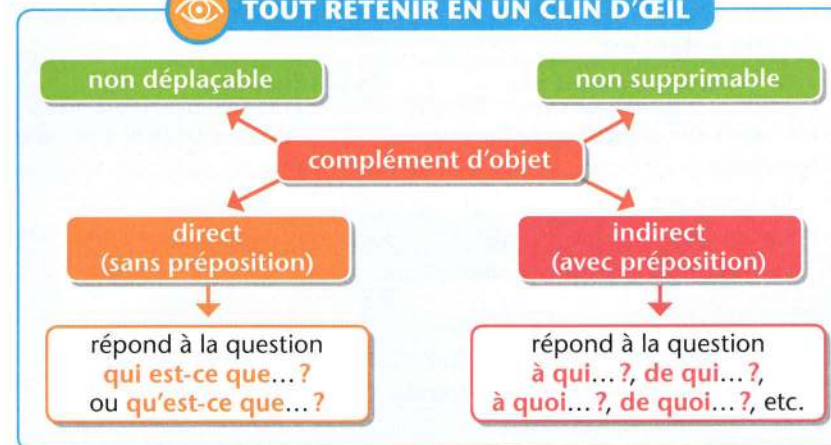 TOUT RETENIR EN UN CLIN D'ŒIL
non déplaçable
non supprimable
complément d'objet
direct
(sans préposition)
indirect
(avec préposition)
répond à la question
qui est-ce que...?
ou qu'est-ce que...?
répond à la question
à qui...?, de qui...?,
à quoi...?, de quoi...?, etc.